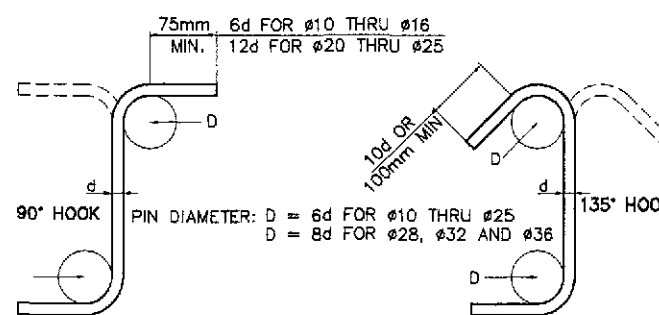 75mm 6d FOR ø10 THRU ø16
MIN. 12d FOR ø20 THRU ø25
D
10d OR
100mm MIN
D
d
d
90° HOOK
135° HOO
PIN DIAMETER: D = 6d FOR ø10 THRU ø25
D = 8d FOR ø28, ø32 AND ø36
D